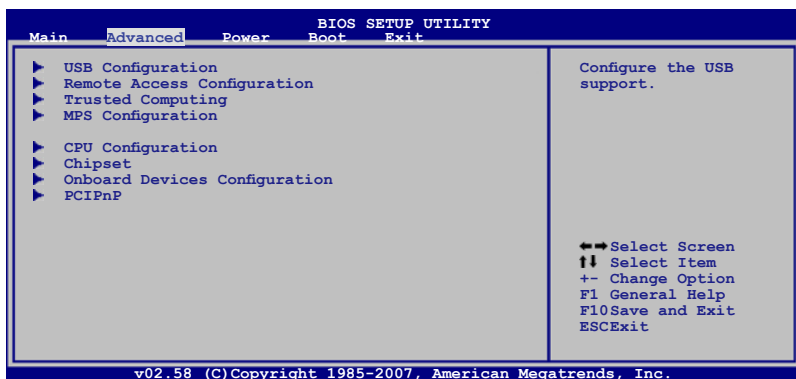 BIOS SETUP UTILITY
Main Advanced Power Boot Exit
USB Configuration
Remote Access Configuration
Trusted Computing
MPS Configuration
CPU Configuration
Chipset
Onboard Devices Configuration
PCIPnP
Configure the USB
support.
←→Select Screen
↑↓ Select Item
+- Change Option
F1 General Help
F10Save and Exit
ESCExit
v02.58 (C)Copyright 1985-2007, American Megatrends, Inc.